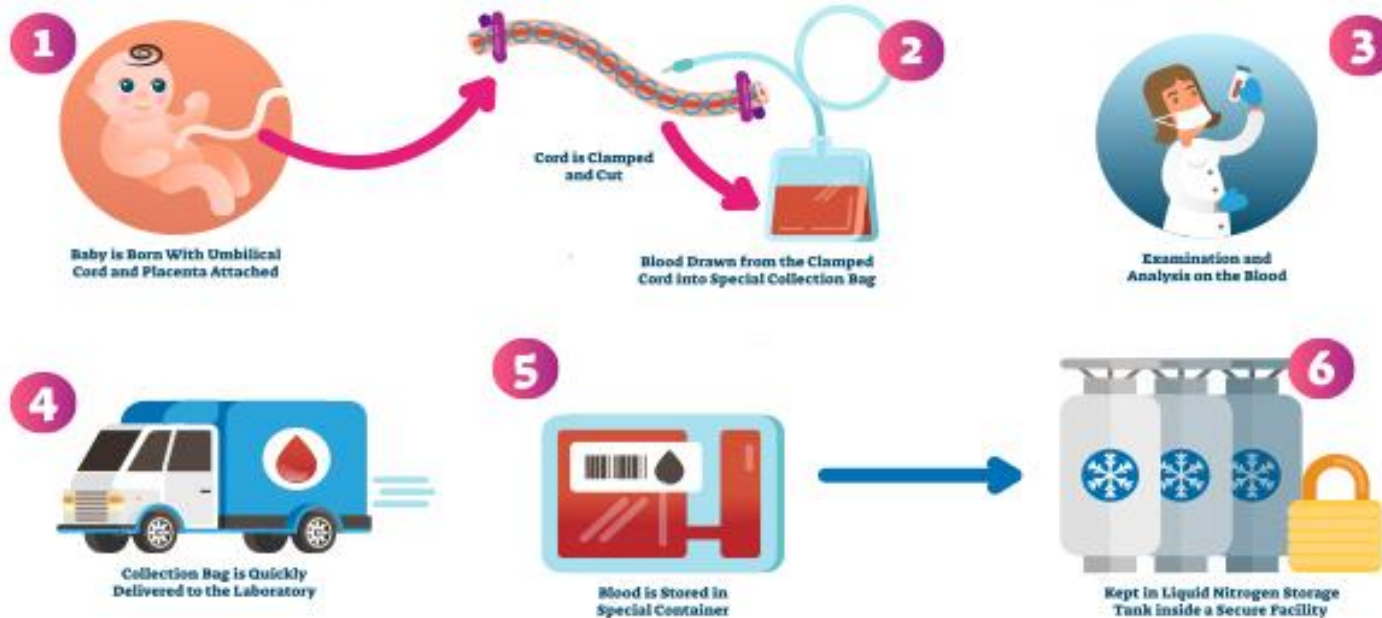 1
Baby is Born With Umbilical
Cord and Placenta Attached
Cord is Clamped
and Cut
2
Blood Drawn from the Clamped
Cord into Special Collection Bag
3
Examination and
Analysis on the Blood
4
Collection Bag is Quickly
Delivered to the Laboratory
5
Blood is Stored in
Special Container
6
Kept in Liquid Nitrogen Storage
Tank inside a Secure Facility